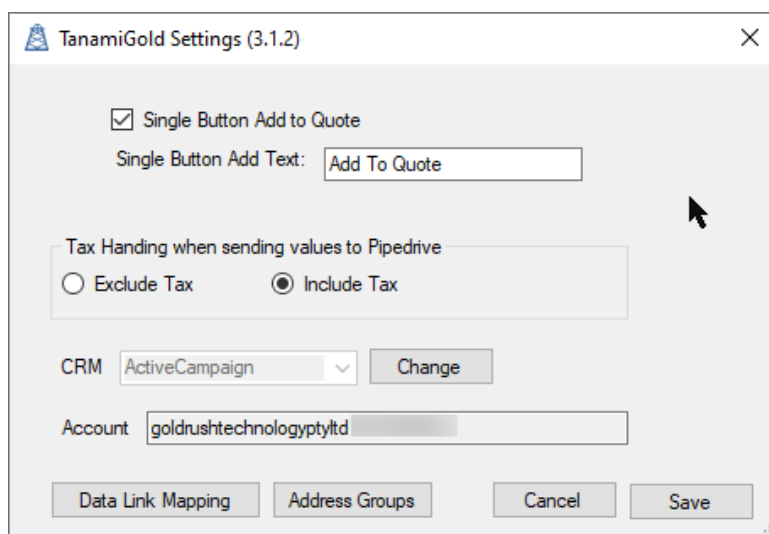 TanamiGold Settings (3.1.2)
Single Button Add to Quote
Single Button Add Text: Add To Quote
Tax Handing when sending values to Pipedrive
Exclude Tax Include Tax
CRM ActiveCampaign Change
Account goldrushtechnologyptyltd
Data Link Mapping Address Groups Cancel Save